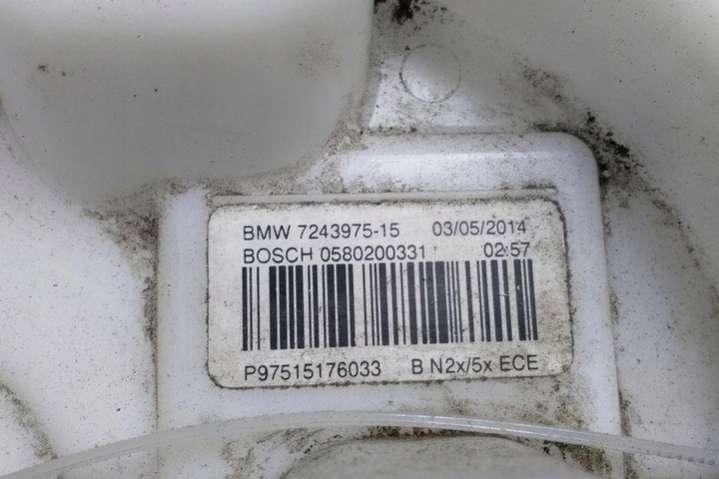 BMW 7243975-15 03/05/2014
BOSCH 0580200331 02:57
P97515176033 B N2x/5x ECE